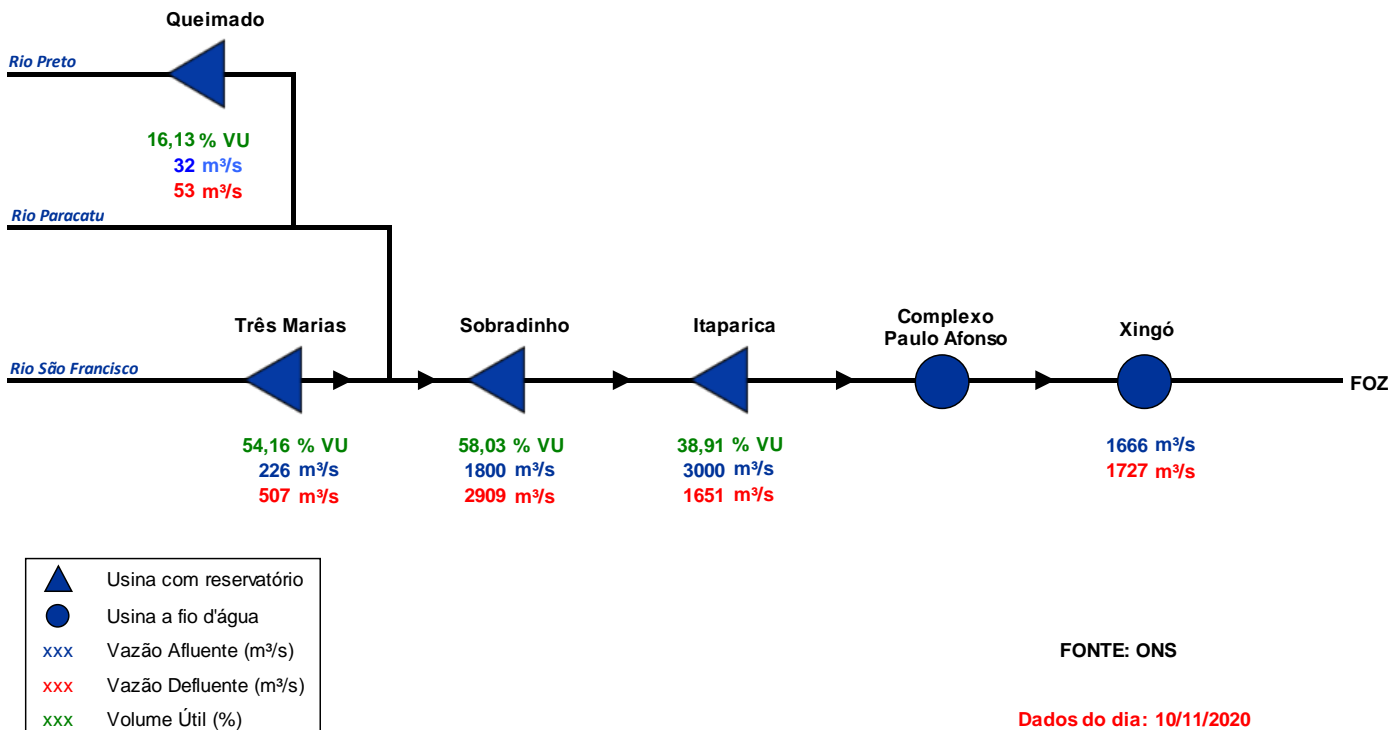 Queimado
Rio Preto
16,13 % VU
32 m³/s
53 m³/s
Rio Paracatu
Três Marias
Sobradinho
Itaparica
Complexo
Paulo Afonso
Xingó
Rio São Francisco
FOZ
54,16 % VU
226 m³/s
507 m³/s
58,03 % VU
1800 m³/s
2909 m³/s
38,91 % VU
3000 m³/s
1651 m³/s
1666 m³/s
1727 m³/s
Usina com reservatório
Usina a fio d'água
xxx Vazão Afluente (m³/s)
xxx Vazão Defluente (m³/s)
xxx Volume Útil (%)
FONTE: ONS
Dados do dia: 10/11/2020